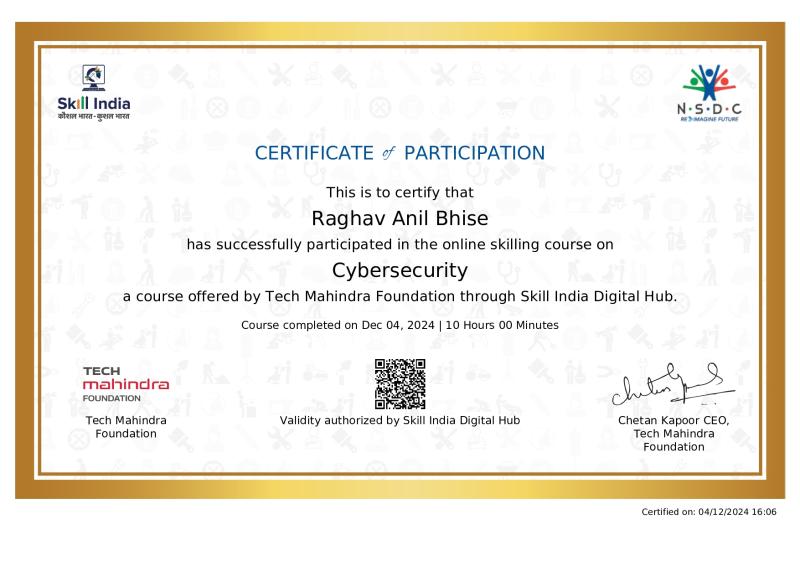 Skill India
कौशल भारत-कुशल भारत
N·S·D·C
RE-IMAGINE FUTURE
CERTIFICATE of PARTICIPATION
This is to certify that
Raghav Anil Bhise
has successfully participated in the online skilling course on
Cybersecurity
a course offered by Tech Mahindra Foundation through Skill India Digital Hub.
Course completed on Dec 04, 2024 | 10 Hours 00 Minutes
TECH
mahindra
FOUNDATION
Tech Mahindra
Foundation
Validity authorized by Skill India Digital Hub
Chetan Kapoor CEO,
Tech Mahindra
Foundation
Certified on: 04/12/2024 16:06